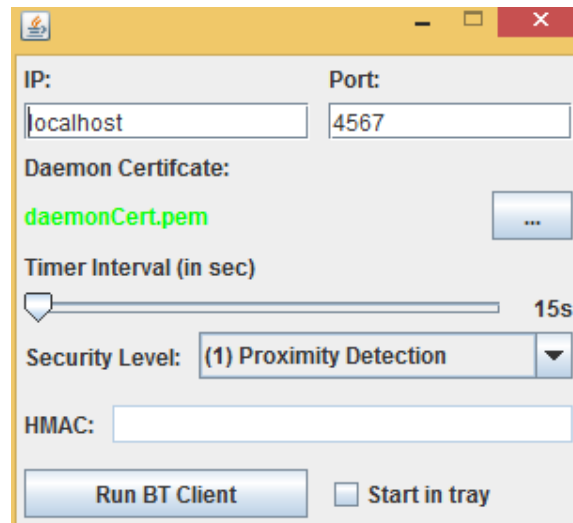 IP: Port:
localhost 4567
Daemon Certifcate:
daemonCert.pem ...
Timer Interval (in sec)
15s
Security Level: (1) Proximity Detection
HMAC:
Run BT Client Start in tray